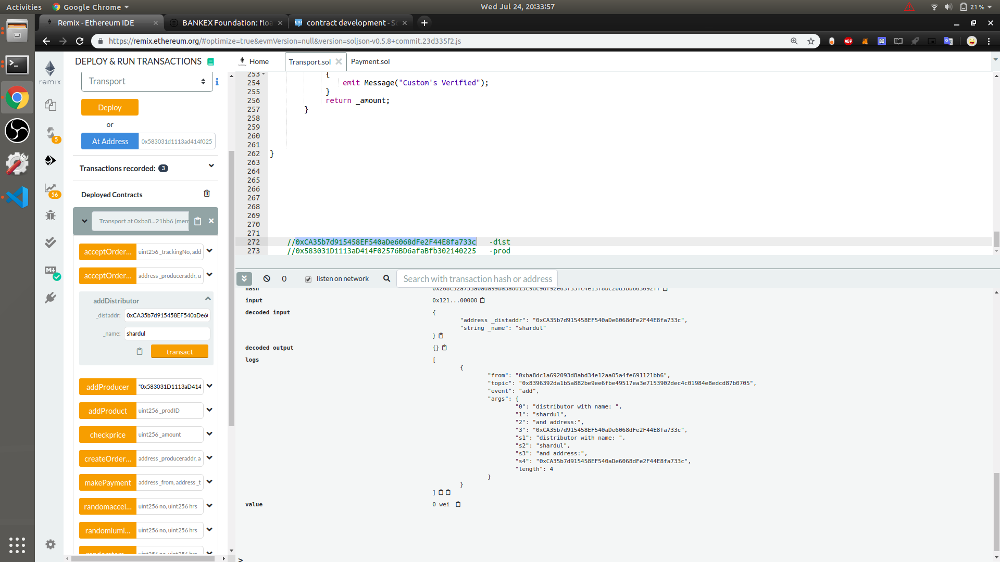 Activities
Google Chrome
Wed Jul 24, 20:33:57
21 %
Remix - Ethereum IDE
BANKEX Foundation: floa
contract development - So
https://remix.ethereum.org/#optimize=true&evmVersion=null&version=soljson-v0.5.8+commit.23d335f2.js
ABP
remix
5
56
DEPLOY & RUN TRANSACTIONS
Transport
Deploy
or
At Address 0x583031d1113ad414f025
Transactions recorded: 3
Deployed Contracts
Transport at 0xba8...21bb6 (mem
acceptOrder... uint256 _trackingNo, add
acceptOrder... address _produceraddr, u
addDistributor
_distaddr: 0xCA35b7d915458EF540aDe6
_name: shardul
transact
addProducer "0x583031D1113aD414
addProduct uint256 _prodID
checkprice uint256 _amount
createOrder... address _produceraddr, a
makePayment address _from, address _t
randomaccel... uint256 no, uint256 hrs
randomlumi... uint256 no, uint256 hrs
uint256 no, uint256 hrs
Home
Transport.sol
Payment.sol
253 {
254 emit Message("Custom's Verified");
255 }
256 return _amount;
257 }
258
259
260
261
262 }
263
264
265
266
267
268
269
270
271
272 //0xCA35b7d915458EF540aDe6068dFe2F44E8fa733c -dist
273 //0x583031D1113aD414F02576BD6afaBfb302140225 -prod
0
listen on network
Search with transaction hash or address
hash
input 0x121...00000
decoded input {
"address _distaddr": "0xCA35b7d915458EF540aDe6068dFe2F44E8fa733c",
"string _name": "shardul"
}
decoded output {}
logs [
{
"from": "0xba8dc1a692093d8abd34e12aa05a4fe691121bb6",
"topic": "0x8396392da1b5a882be9ee6fbe49517ea3e7153902dec4c01984e8edcd87b0705",
"event": "add",
"args": {
"0": "distributor with name: ",
"1": "shardul",
"2": "and address:",
"3": "0xCA35b7d915458EF540aDe6068dFe2F44E8fa733c",
"s1": "distributor with name: ",
"s2": "shardul",
"s3": "and address:",
"s4": "0xCA35b7d915458EF540aDe6068dFe2F44E8fa733c",
"length": 4
}
}
]
value 0 wei
>